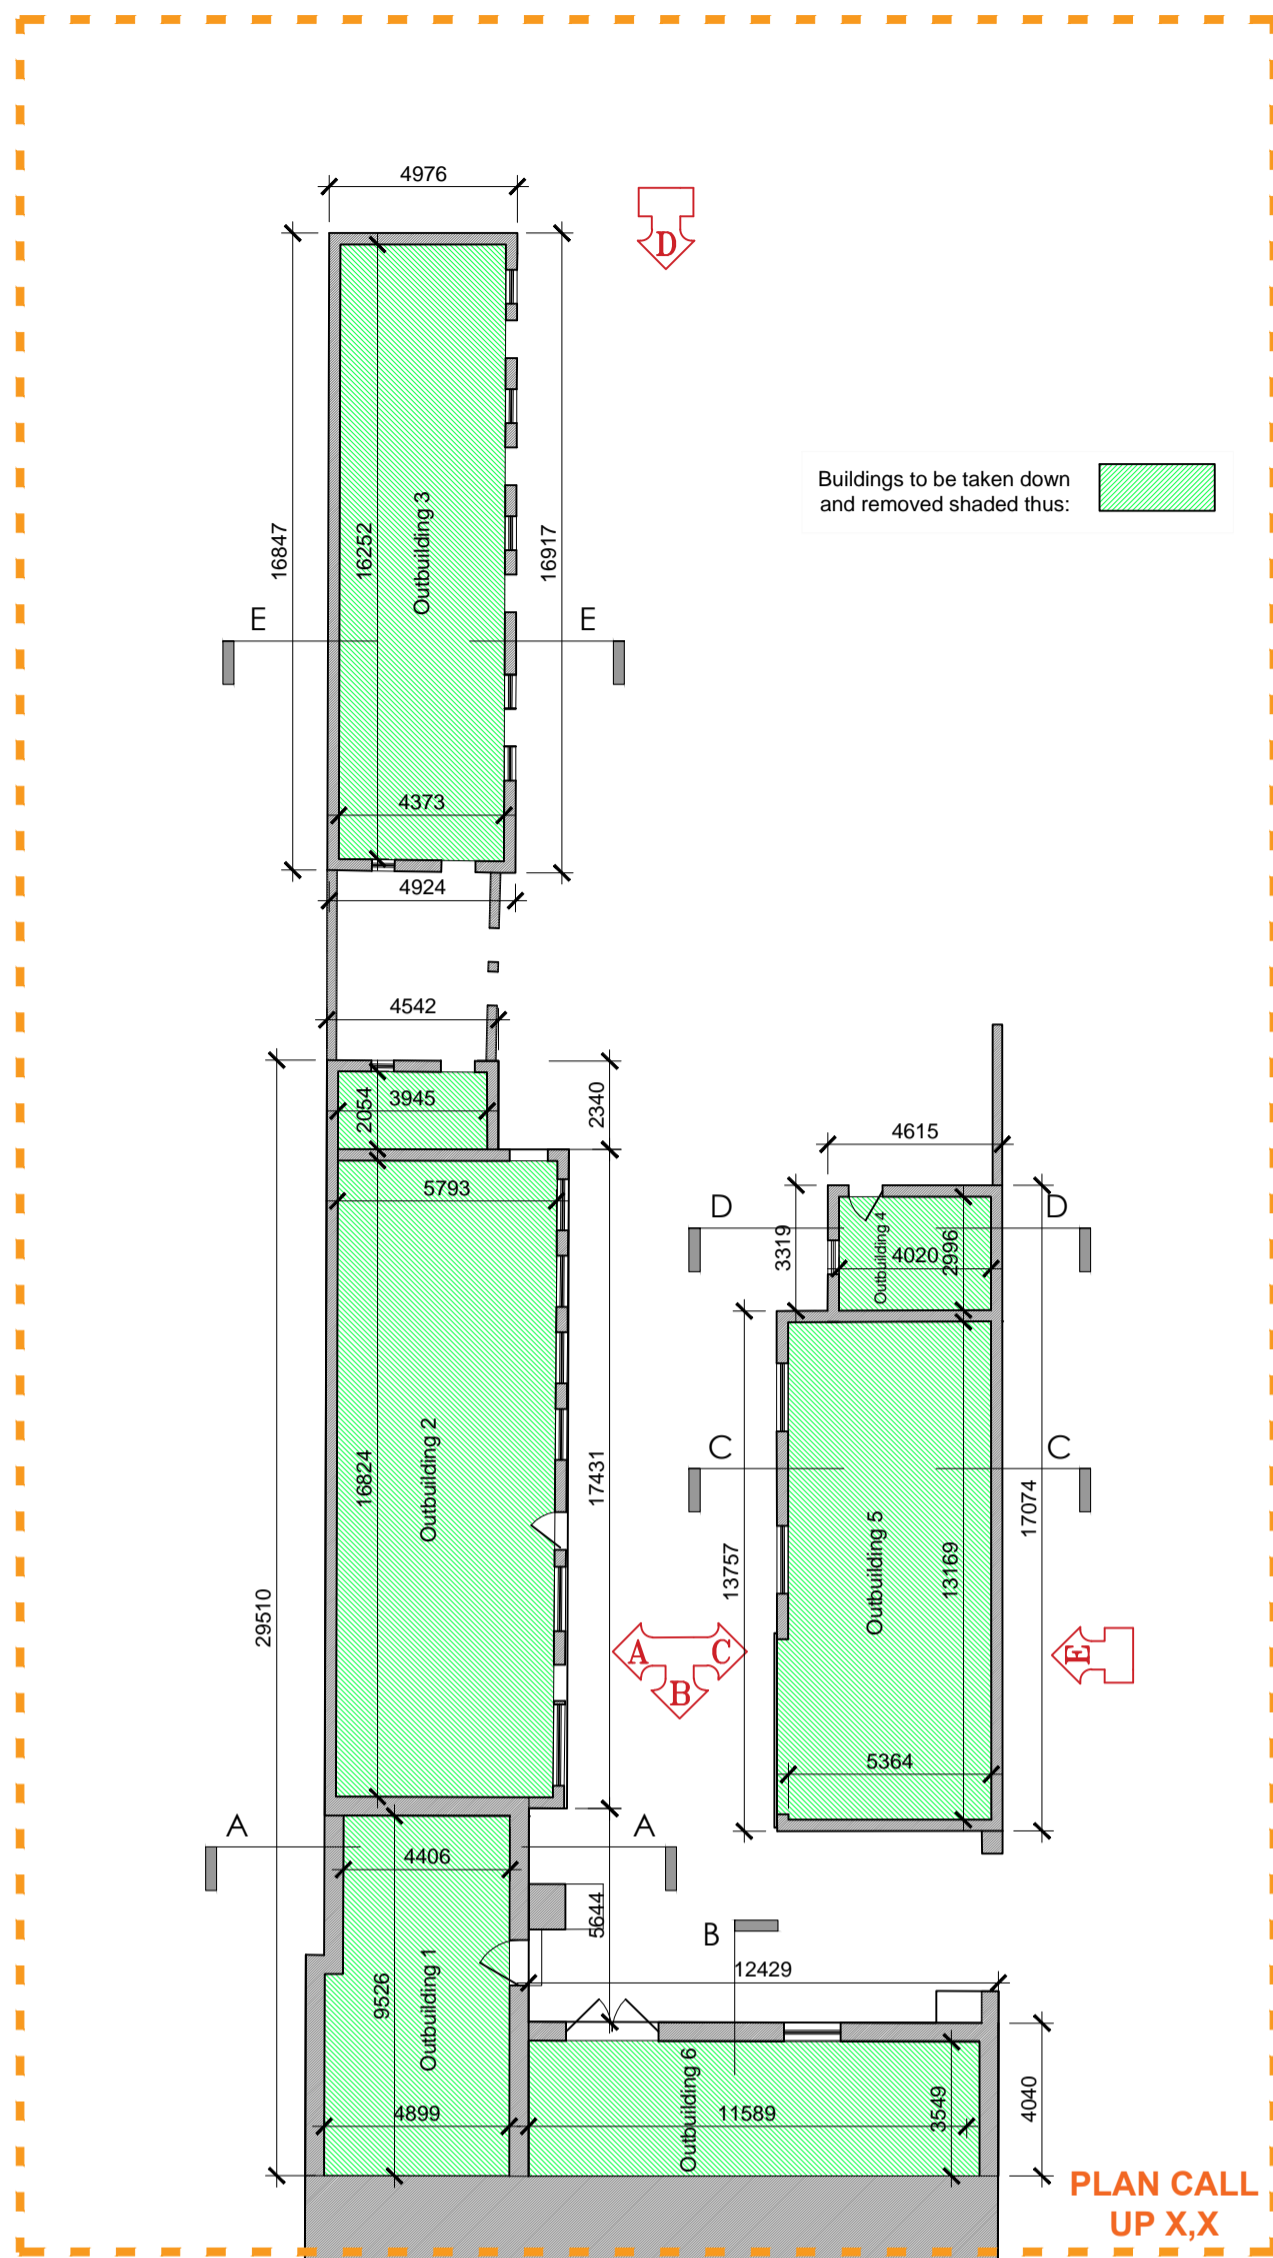 4976
D
16847
16252
Outbuilding 3
16917
Buildings to be taken down
and removed shaded thus:
E
E
4373
4924
4542
2054
3945
2340
4615
5793
D
D
3319
Outbuilding 4
4020
2996
16824
Outbuilding 2
17431
C
C
17074
13757
Outbuilding 5
13169
29510
A
C
B
E
5364
A
A
4406
5644
B
9526
Outbuilding 1
12429
Outbuilding 6
4899
11589
3549
4040
PLAN CALL
UP X,X